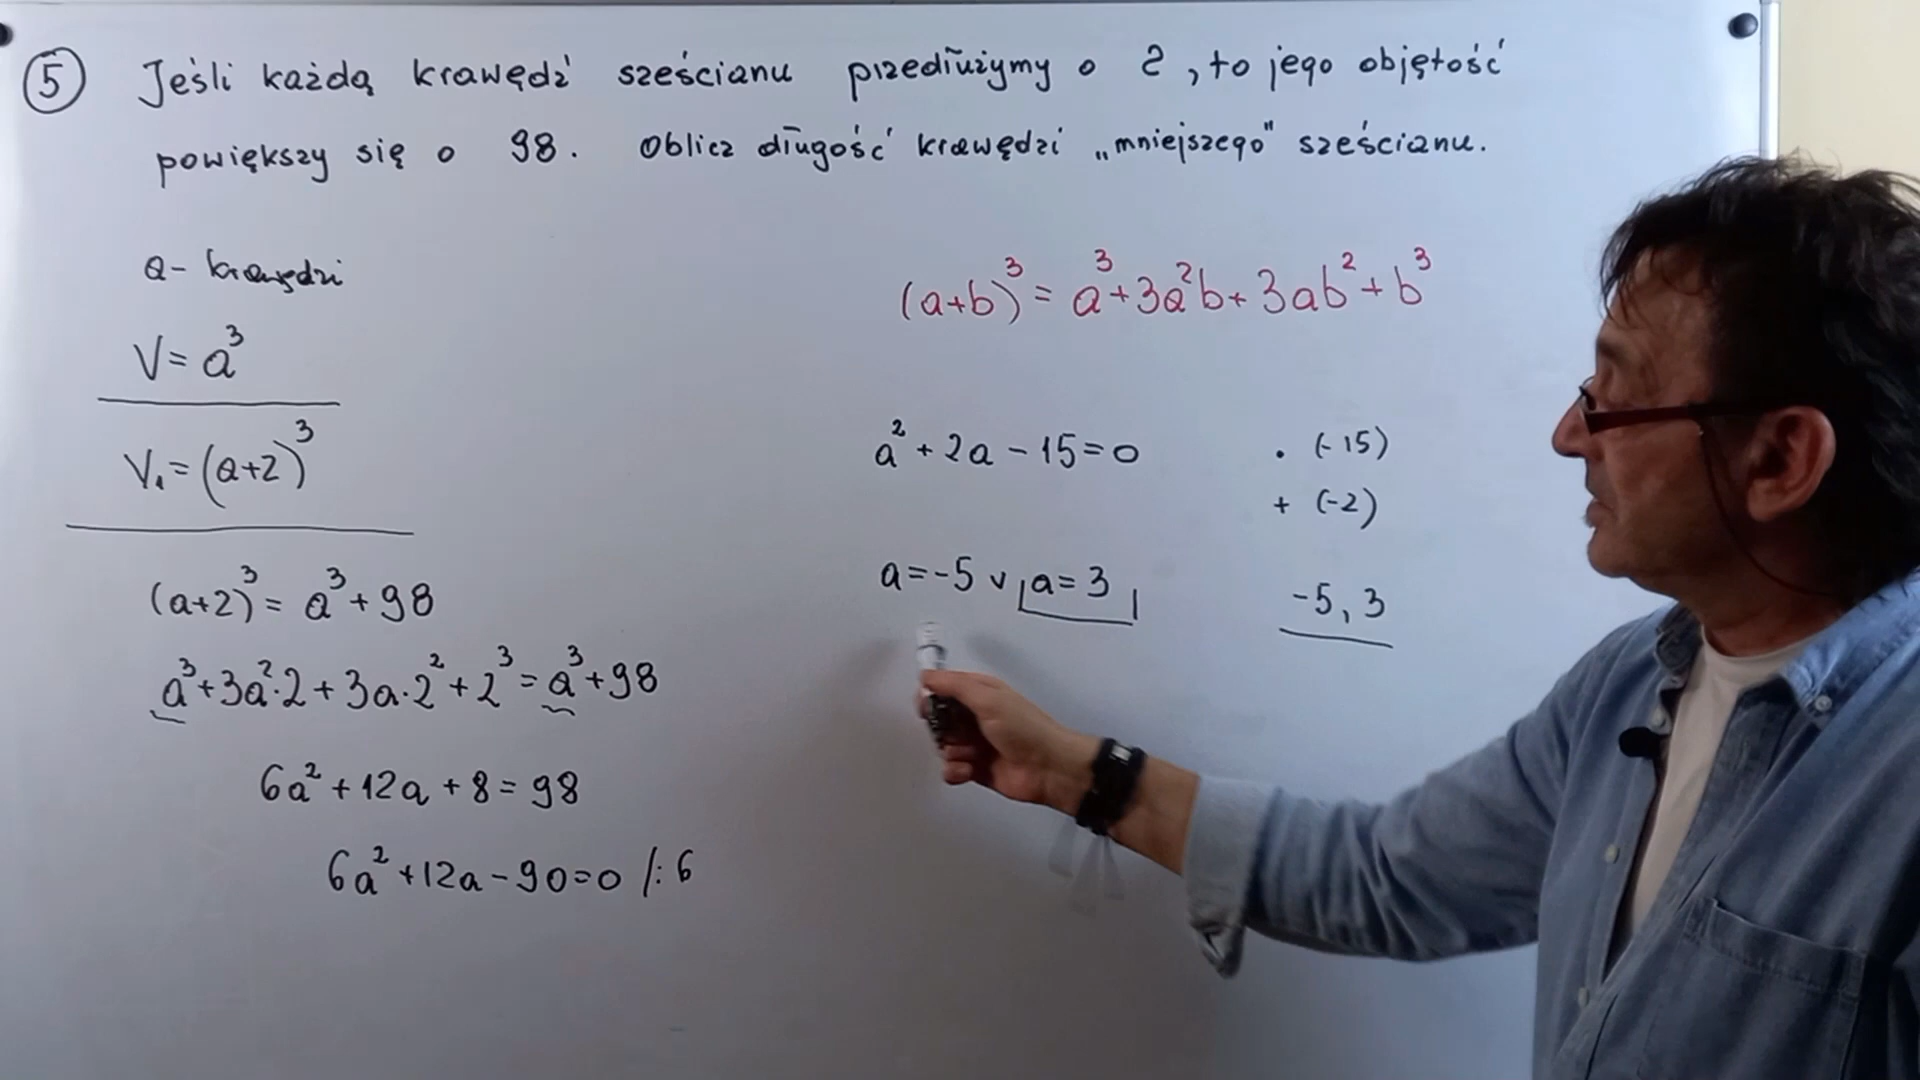 5 Jeśli każdą krawędź sześcianu przedłużymy o 2, to jego objętość
powiększy się o 98. Oblicz długość krawędzi „mniejszego" sześcianu.
a - krawędzi
V = a³
V₁ = (a+2)³
(a+2)³ = a³ + 98
a³ + 3a²·2 + 3a·2² + 2³ = a³ + 98
6a² + 12a + 8 = 98
6a² + 12a - 90 = 0 /: 6
(a+b)³ = a³ + 3a²b + 3ab² + b³
a² + 2a - 15 = 0
· (-15)
+ (-2)
a = -5 v a = 3
-5, 3